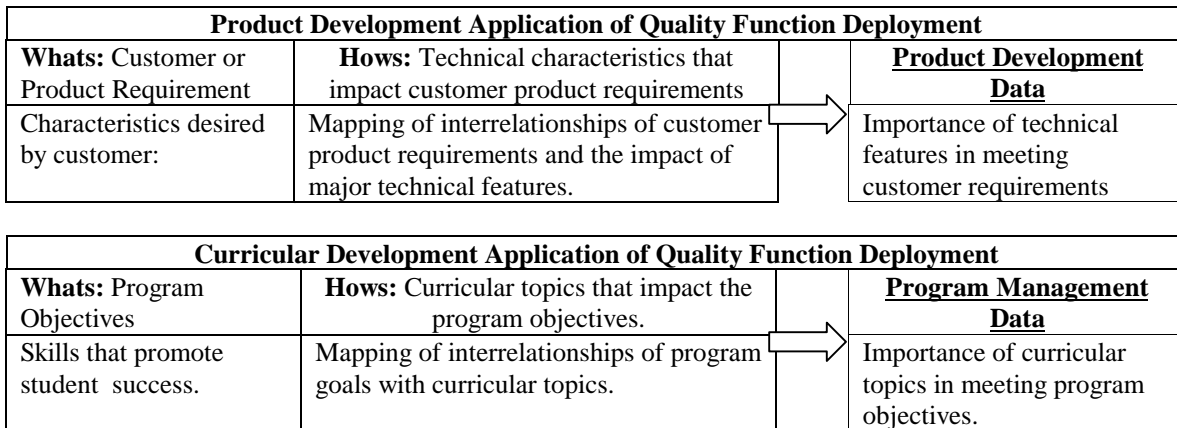 Product Development Application of Quality Function Deployment
Whats: Customer or
Product Requirement
Hows: Technical characteristics that
impact customer product requirements
Product Development
Data
Characteristics desired
by customer:
Mapping of interrelationships of customer
product requirements and the impact of
major technical features.
Importance of technical
features in meeting
customer requirements
Curricular Development Application of Quality Function Deployment
Whats: Program
Objectives
Hows: Curricular topics that impact the
program objectives.
Program Management
Data
Skills that promote
student success.
Mapping of interrelationships of program
goals with curricular topics.
Importance of curricular
topics in meeting program
objectives.